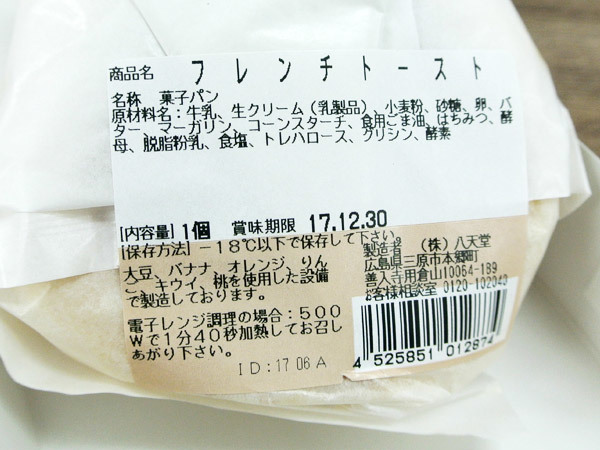 商品名 フレンチトースト
名称 菓子パン
原材料名：牛乳、生クリーム（乳製品）、小麦粉、砂糖、卵、バ
ター、マーガリン、コーンスターチ、食用ごま油、はちみつ、酵
母、脱脂粉乳、食塩、トレハロース、グリシン、酵素
[内容量] 1個 賞味期限 17.12.30
[保存方法] －18℃以下で保存して下さい。
大豆、バナナ、オレンジ、りん
ご、キウイ、桃を使用した設備
で製造しております。
電子レンジ調理の場合：500
Wで1分40秒加熱してお召し
あがり下さい。
ID:17 06 A
製造者 （株）八天堂
広島県三原市本郷町
善入寺用倉山10064-189
お客様相談室 0120-102043
4 525851 012874